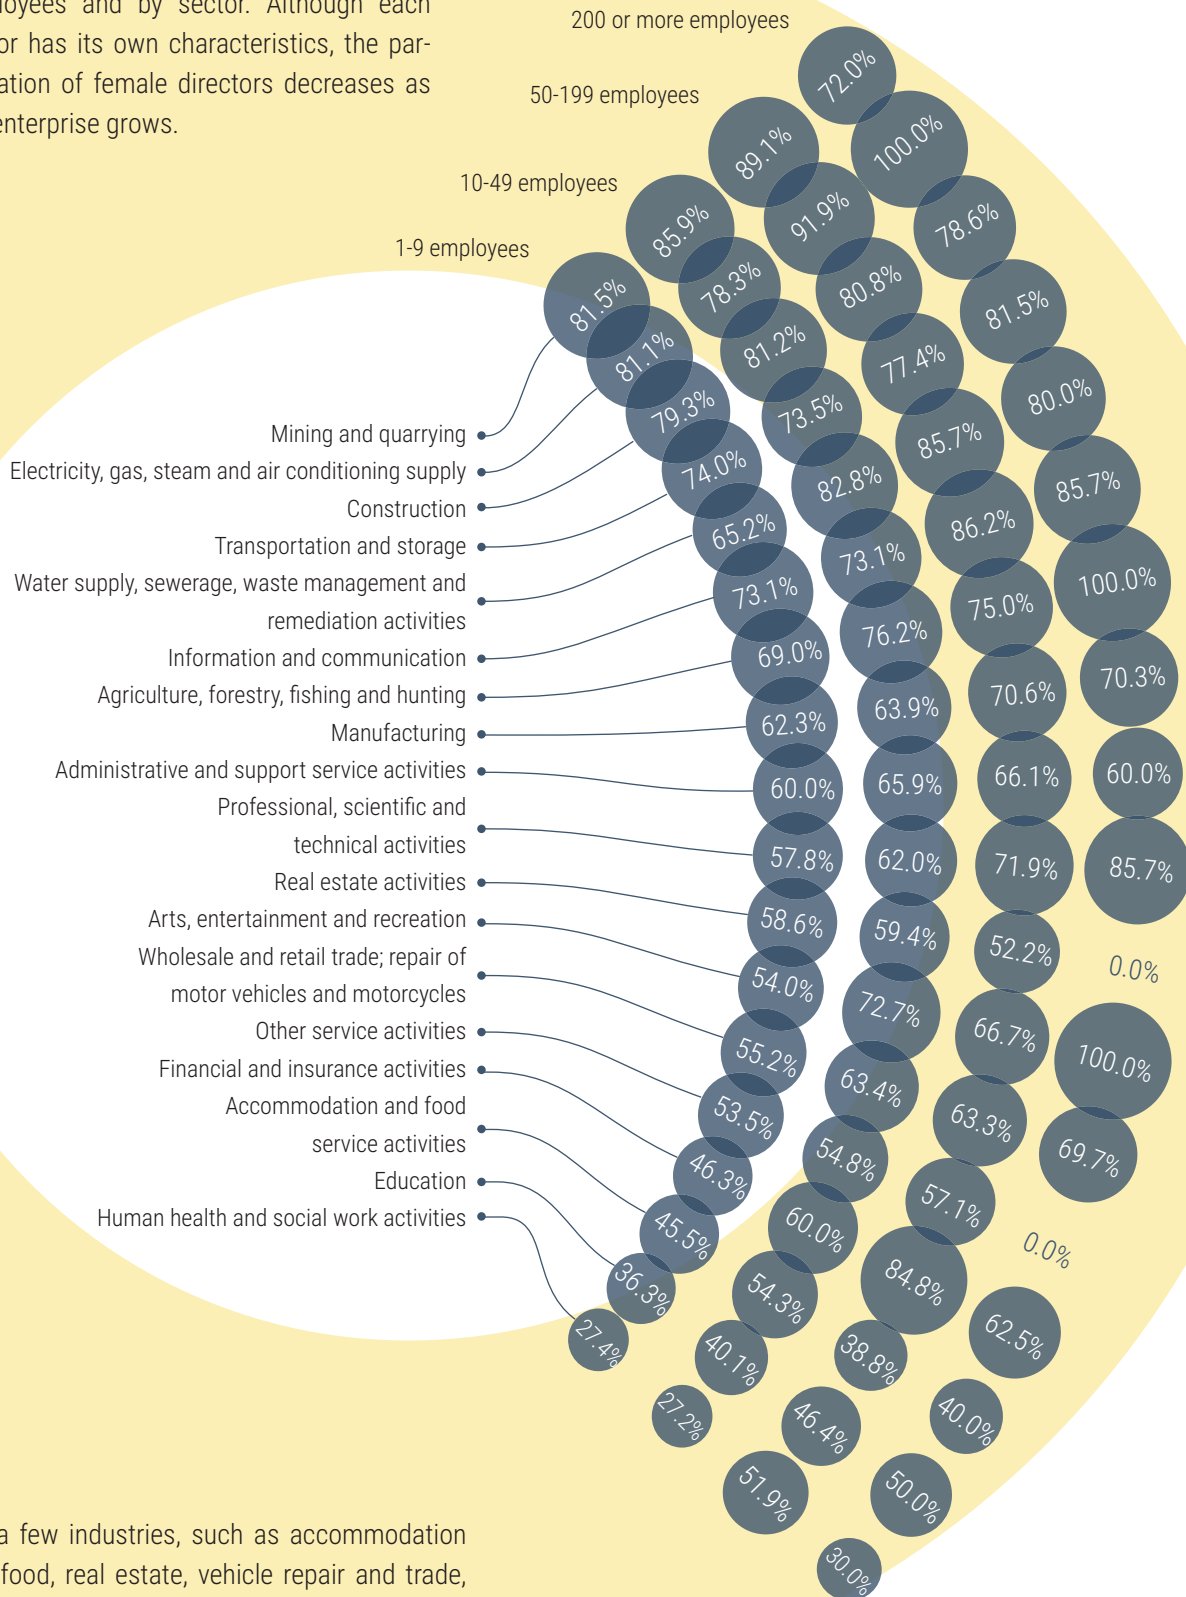 loyees and by sector. Although each
or has its own characteristics, the par-
ation of female directors decreases as
enterprise grows.
200 or more employees
72.0%
100.0%
78.6%
81.5%
80.0%
85.7%
100.0%
70.3%
60.0%
85.7%
0.0%
100.0%
69.7%
0.0%
62.5%
40.0%
50.0%
30.0%
50-199 employees
89.1%
91.9%
80.8%
77.4%
85.7%
86.2%
75.0%
70.6%
66.1%
71.9%
52.2%
66.7%
63.3%
57.1%
84.8%
38.8%
46.4%
51.9%
10-49 employees
85.9%
78.3%
81.2%
73.5%
82.8%
73.1%
76.2%
63.9%
65.9%
62.0%
59.4%
72.7%
63.4%
54.8%
60.0%
54.3%
40.1%
27.2%
1-9 employees
81.5%
81.1%
79.3%
74.0%
65.2%
73.1%
69.0%
62.3%
60.0%
57.8%
58.6%
54.0%
55.2%
53.5%
46.3%
45.5%
36.3%
27.4%
Mining and quarrying
Electricity, gas, steam and air conditioning supply
Construction
Transportation and storage
Water supply, sewerage, waste management and
remediation activities
Information and communication
Agriculture, forestry, fishing and hunting
Manufacturing
Administrative and support service activities
Professional, scientific and
technical activities
Real estate activities
Arts, entertainment and recreation
Wholesale and retail trade; repair of
motor vehicles and motorcycles
Other service activities
Financial and insurance activities
Accommodation and food
service activities
Education
Human health and social work activities
a few industries, such as accommodation
food, real estate, vehicle repair and trade,